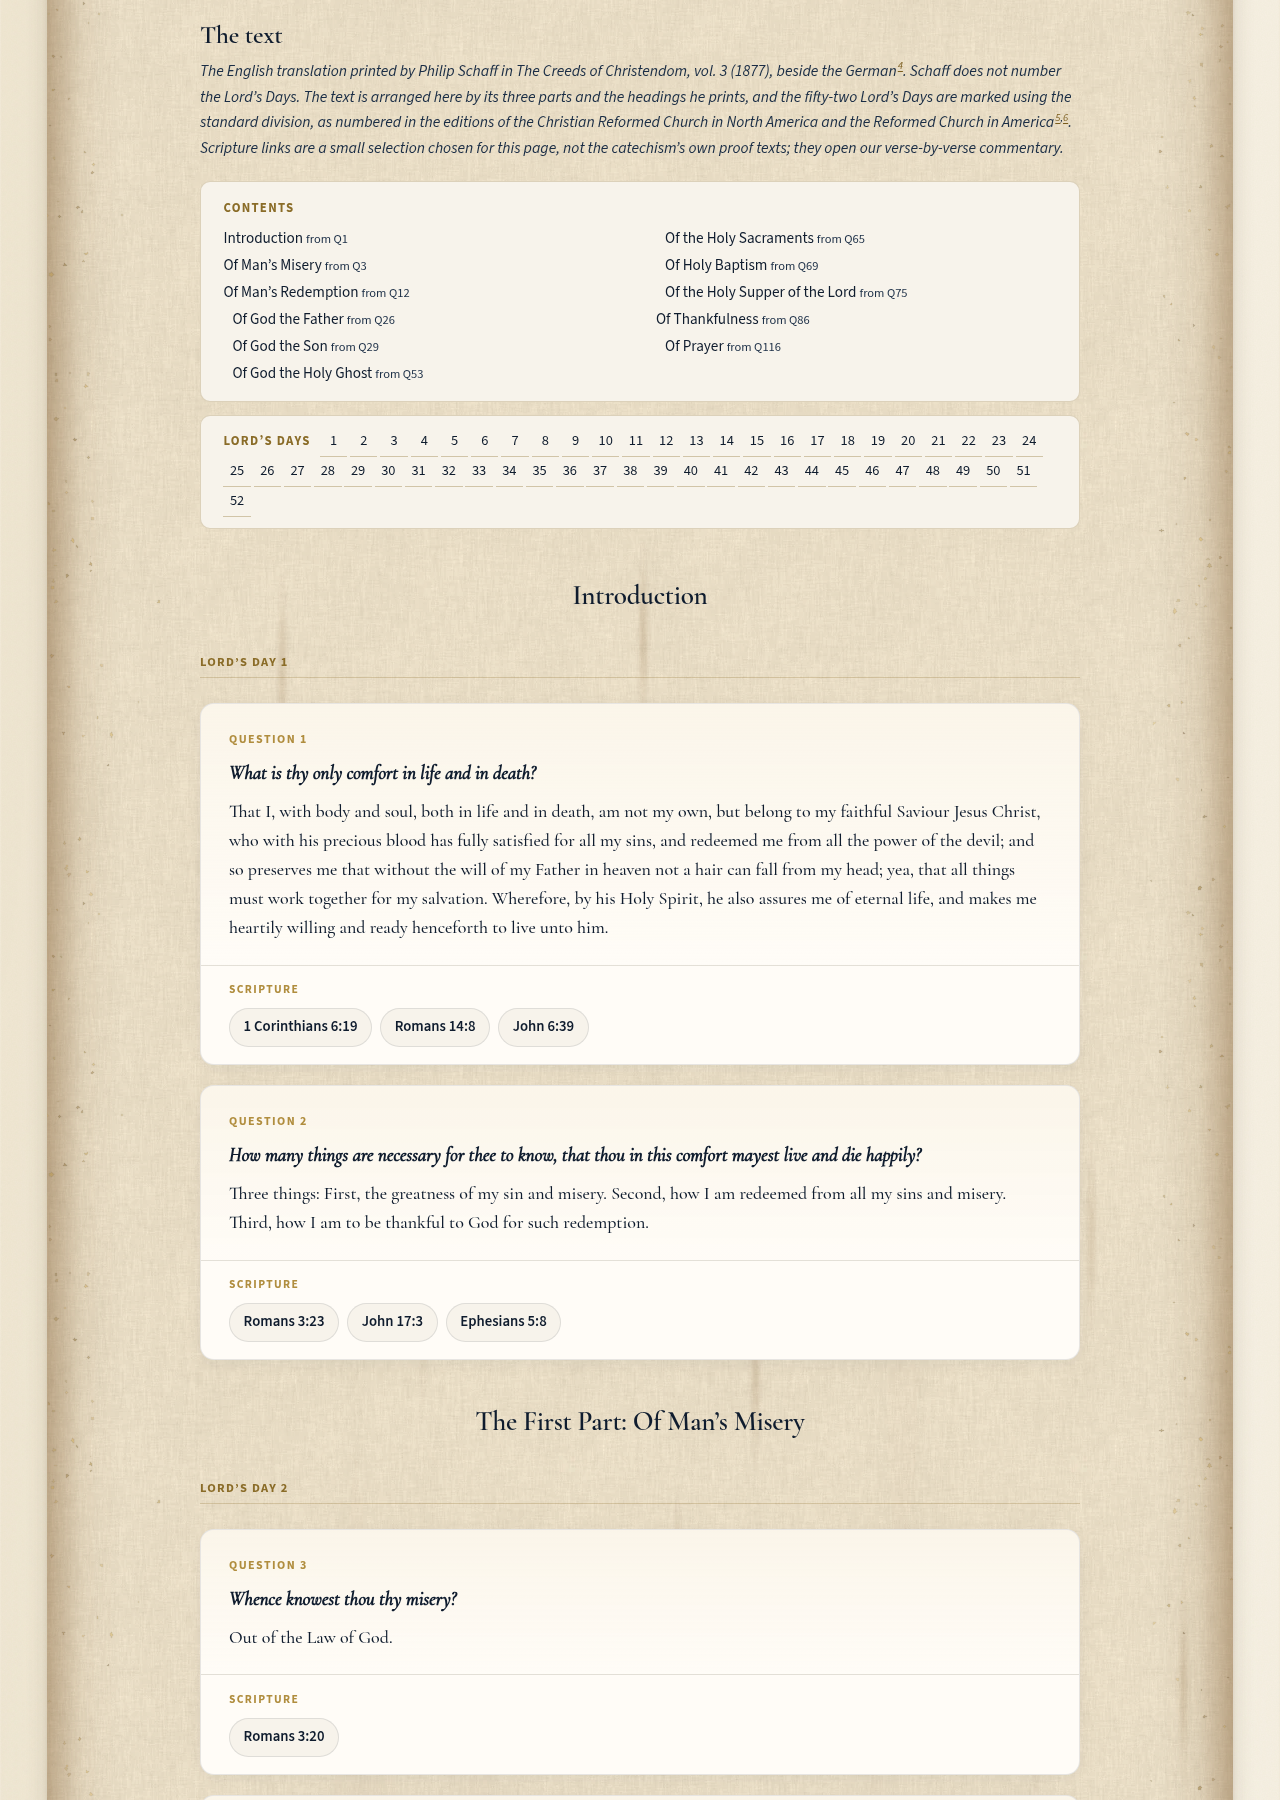 The text
The English translation printed by Philip Schaff in The Creeds of Christendom, vol. 3 (1877), beside the German4. Schaff does not number
the Lord’s Days. The text is arranged here by its three parts and the headings he prints, and the fifty-two Lord’s Days are marked using the
standard division, as numbered in the editions of the Christian Reformed Church in North America and the Reformed Church in America5,6.
Scripture links are a small selection chosen for this page, not the catechism’s own proof texts; they open our verse-by-verse commentary.
CONTENTS
Introduction from Q1
Of Man’s Misery from Q3
Of Man’s Redemption from Q12
Of God the Father from Q26
Of God the Son from Q29
Of God the Holy Ghost from Q53
Of the Holy Sacraments from Q65
Of Holy Baptism from Q69
Of the Holy Supper of the Lord from Q75
Of Thankfulness from Q86
Of Prayer from Q116
LORD’S DAYS 1 2 3 4 5 6 7 8 9 10 11 12 13 14 15 16 17 18 19 20 21 22 23 24
25 26 27 28 29 30 31 32 33 34 35 36 37 38 39 40 41 42 43 44 45 46 47 48 49 50 51
52
Introduction
LORD’S DAY 1
QUESTION 1
What is thy only comfort in life and in death?
That I, with body and soul, both in life and in death, am not my own, but belong to my faithful Saviour Jesus Christ,
who with his precious blood has fully satisfied for all my sins, and redeemed me from all the power of the devil; and
so preserves me that without the will of my Father in heaven not a hair can fall from my head; yea, that all things
must work together for my salvation. Wherefore, by his Holy Spirit, he also assures me of eternal life, and makes me
heartily willing and ready henceforth to live unto him.
SCRIPTURE
1 Corinthians 6:19 Romans 14:8 John 6:39
QUESTION 2
How many things are necessary for thee to know, that thou in this comfort mayest live and die happily?
Three things: First, the greatness of my sin and misery. Second, how I am redeemed from all my sins and misery.
Third, how I am to be thankful to God for such redemption.
SCRIPTURE
Romans 3:23 John 17:3 Ephesians 5:8
The First Part: Of Man’s Misery
LORD’S DAY 2
QUESTION 3
Whence knowest thou thy misery?
Out of the Law of God.
SCRIPTURE
Romans 3:20